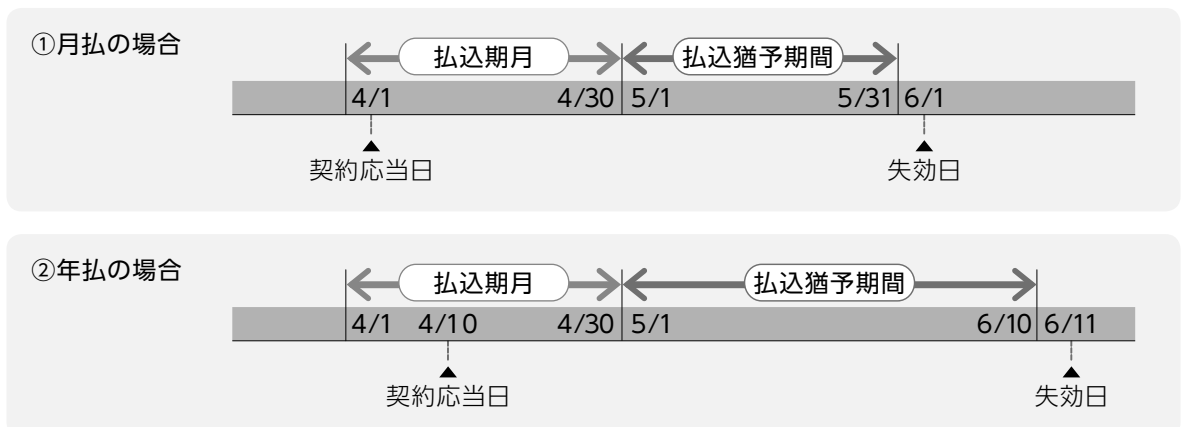 ①月払の場合
払込期月 払込猶予期間
4/1 4/30 5/1 5/31 6/1
契約応当日 失効日
②年払の場合
払込期月 払込猶予期間
4/1 4/10 4/30 5/1 6/10 6/11
契約応当日 失効日